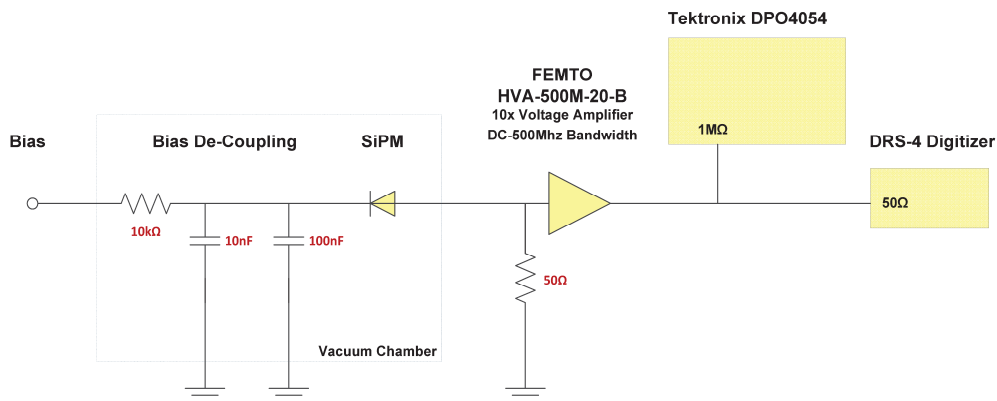 Tektronix DPO4054
FEMTO
HVA-500M-20-B
10x Voltage Amplifier
DC-500Mhz Bandwidth
1MΩ
Bias
Bias De-Coupling
SiPM
DRS-4 Digitizer
50Ω
10kΩ
10nF
100nF
50Ω
Vacuum Chamber